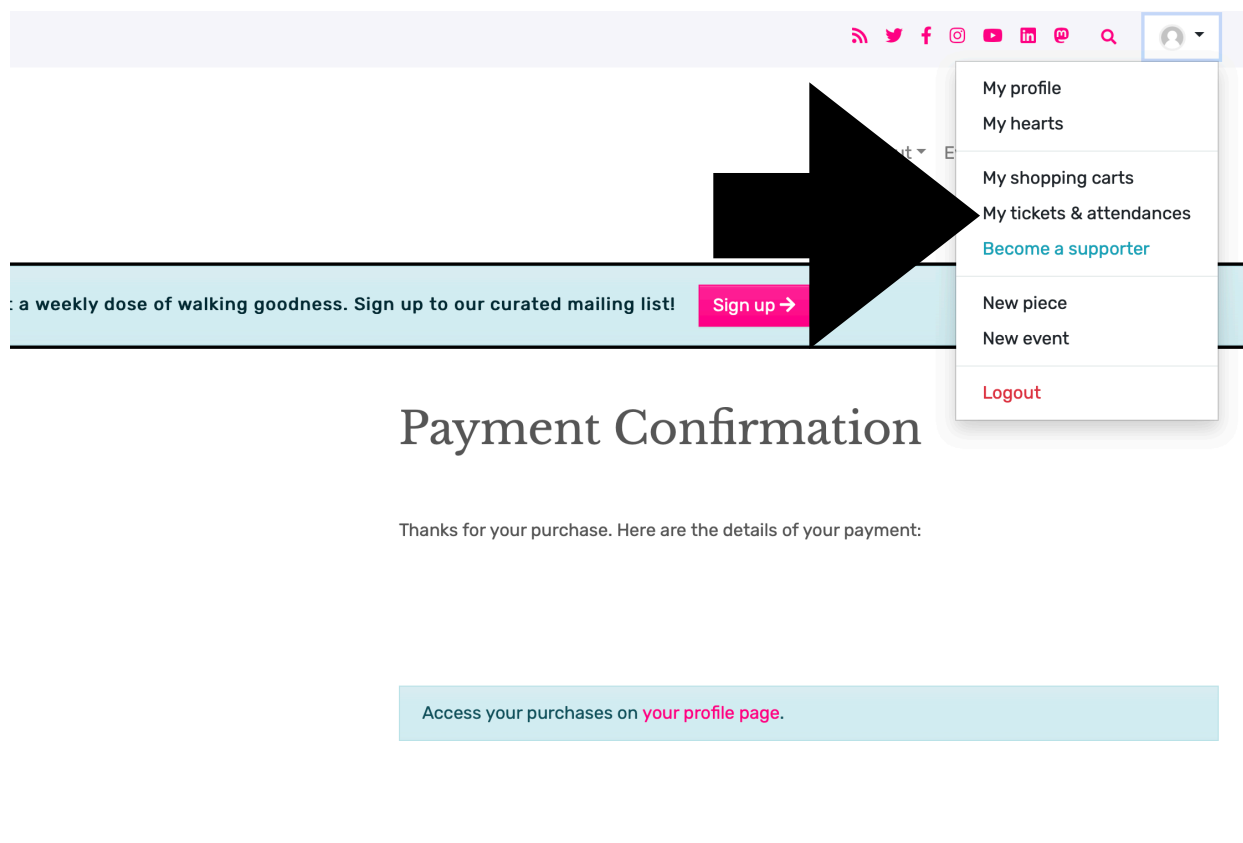 My profile
My hearts
My shopping carts
My tickets & attendances
Become a supporter
New piece
New event
Logout
a weekly dose of walking goodness. Sign up to our curated mailing list!
Sign up →
Payment Confirmation
Thanks for your purchase. Here are the details of your payment:
Access your purchases on your profile page.